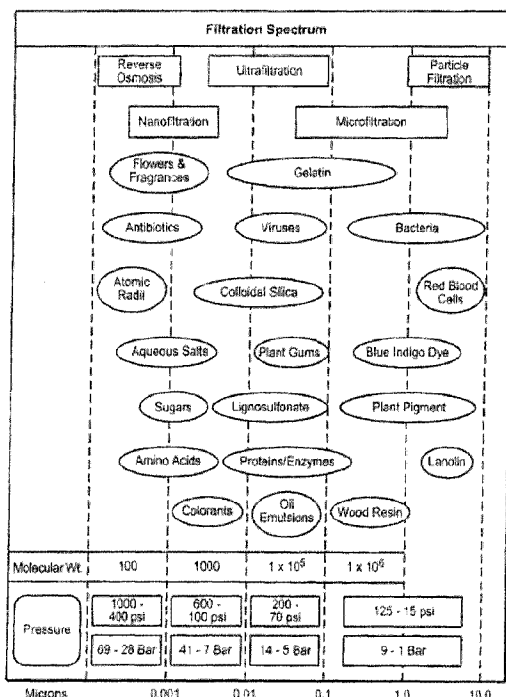 Filtration Spectrum
Reverse
Osmosis
Ultrafiltration
Particle
Filtration
Nanofiltration
Microfiltration
Flowers &
Fragrances
Gelatin
Antibiotics
Viruses
Bacteria
Atomic
Radii
Colloidal Silica
Red Blood
Cells
Aqueous Salts
Plant Gums
Blue Indigo Dye
Sugars
Lignosulfonate
Plant Pigment
Amino Acids
Proteins/Enzymes
Lanolin
Colorants
Oil
Emulsions
Wood Resin
Molecular Wt. 100 1000 1 x 10⁵ 1 x 10⁶
Pressure
1000 -
400 psi
600 -
100 psi
200 -
70 psi
125 - 15 psi
69 - 28 Bar
41 - 7 Bar
14 - 5 Bar
9 - 1 Bar
Microns 0.001 0.01 0.1 1.0 10.0